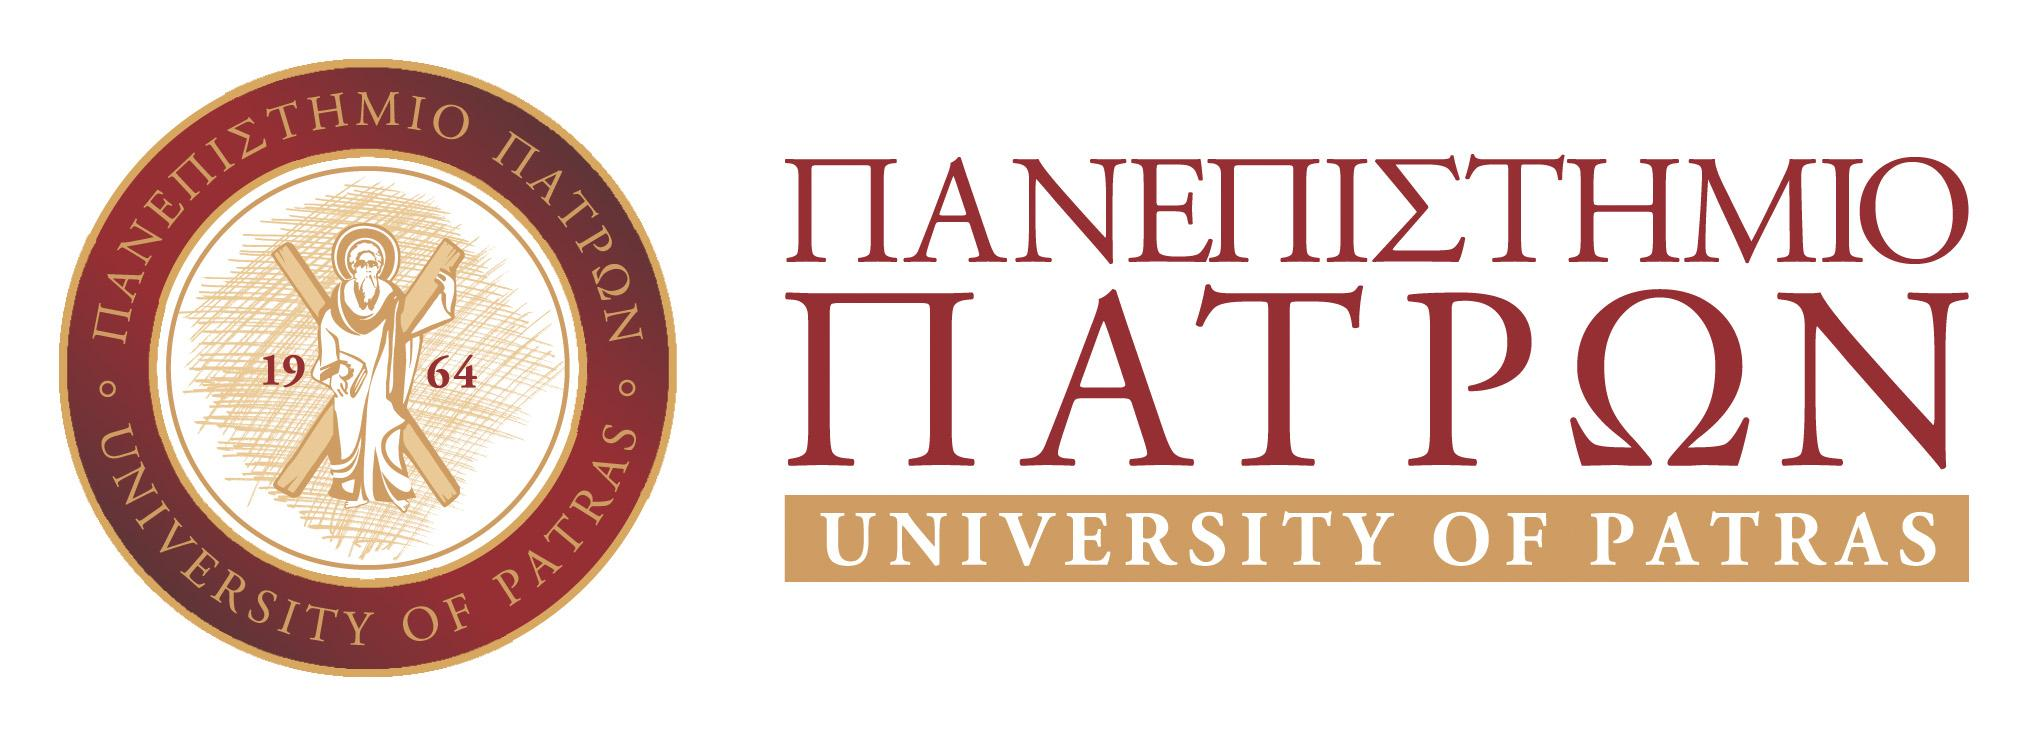 ΠΑΝΕΠΙΣΤΗΜΙΟ ΠΑΤΡΩΝ
19 64
UNIVERSITY OF PATRAS
ΠΑΝΕΠΙΣΤΗΜΙΟ
ΠΑΤΡΩΝ
UNIVERSITY OF PATRAS